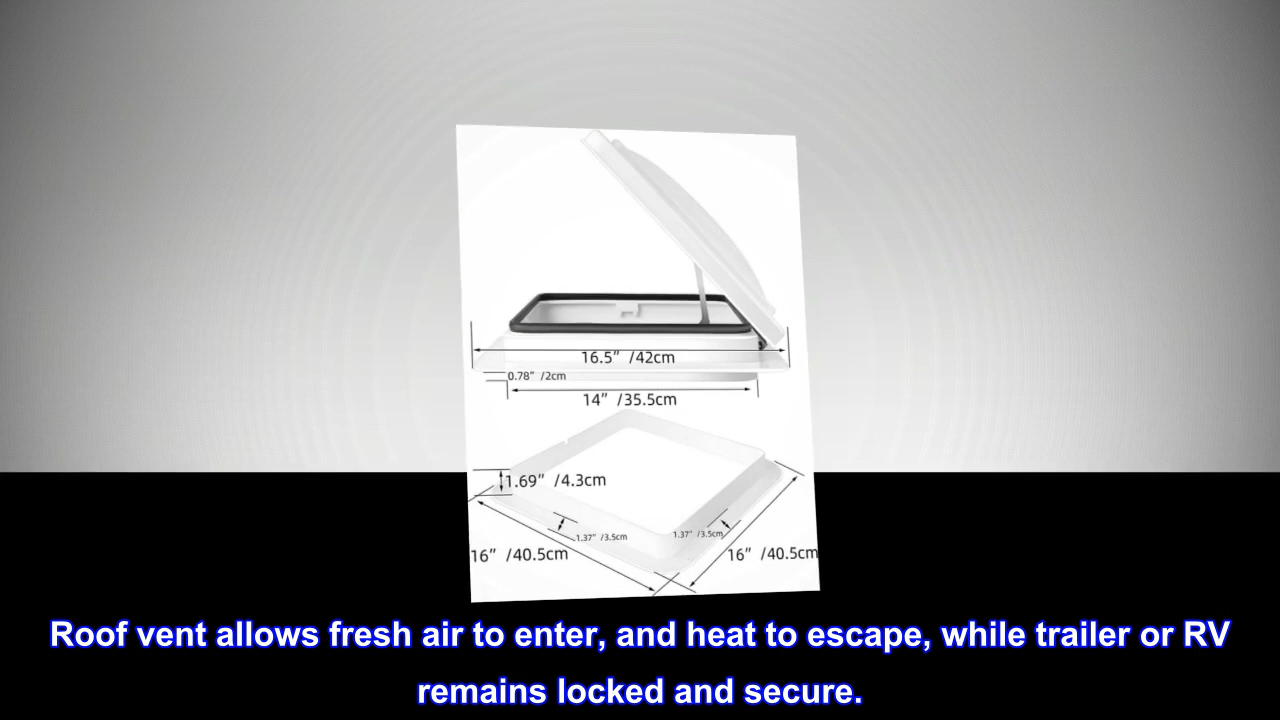 16.5” /42cm
0.78” /2cm
14” /35.5cm
1.69” /4.3cm
1.37” /3.5cm
1.37” /3.5cm
16” /40.5cm
16” /40.5cm
Roof vent allows fresh air to enter, and heat to escape, while trailer or RV
remains locked and secure.